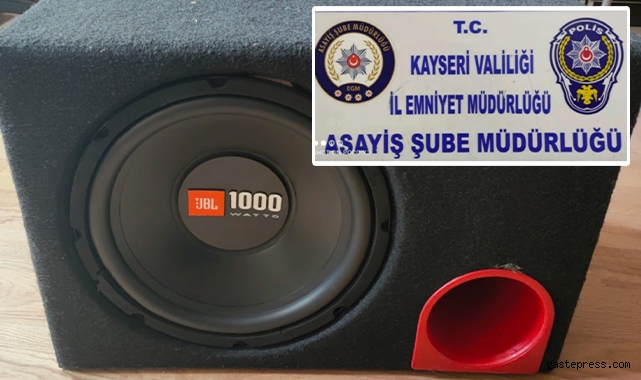 T.C.
KAYSERİ VALİLİĞİ
İL EMNİYET MÜDÜRLÜĞÜ
ASAYİŞ ŞUBE MÜDÜRLÜĞÜ
ASAYİŞ ŞUBE MÜDÜRLÜĞÜ
EGM
POLİS
JBL 1000
WATTS
gastepress.com